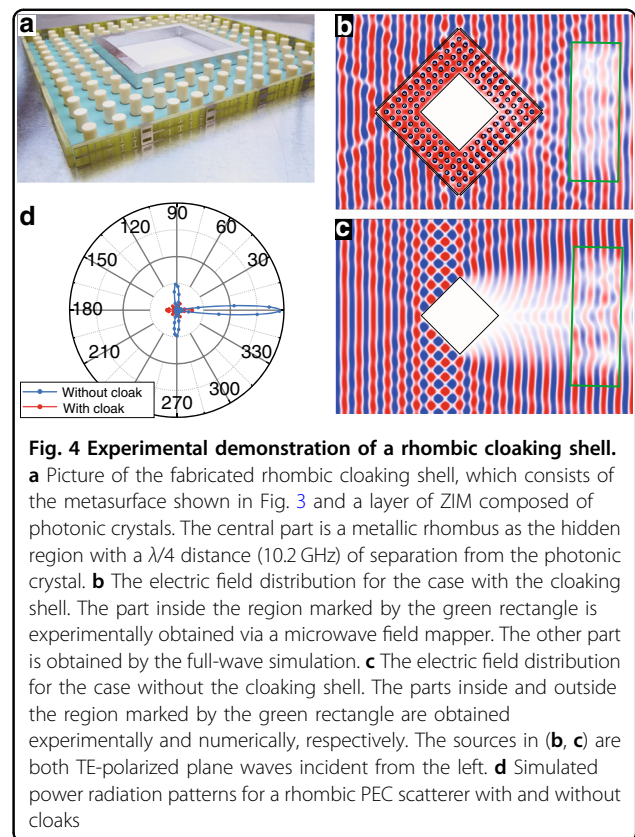 a
b
c
d
90
120
60
150
30
180
210
330
240
300
270
Without cloak
With cloak
Fig. 4 Experimental demonstration of a rhombic cloaking shell.
a Picture of the fabricated rhombic cloaking shell, which consists of
the metasurface shown in Fig. 3 and a layer of ZIM composed of
photonic crystals. The central part is a metallic rhombus as the hidden
region with a λ/4 distance (10.2 GHz) of separation from the photonic
crystal. b The electric field distribution for the case with the cloaking
shell. The part inside the region marked by the green rectangle is
experimentally obtained via a microwave field mapper. The other part
is obtained by the full-wave simulation. c The electric field distribution
for the case without the cloaking shell. The parts inside and outside
the region marked by the green rectangle are obtained
experimentally and numerically, respectively. The sources in (b, c) are
both TE-polarized plane waves incident from the left. d Simulated
power radiation patterns for a rhombic PEC scatterer with and without
cloaks